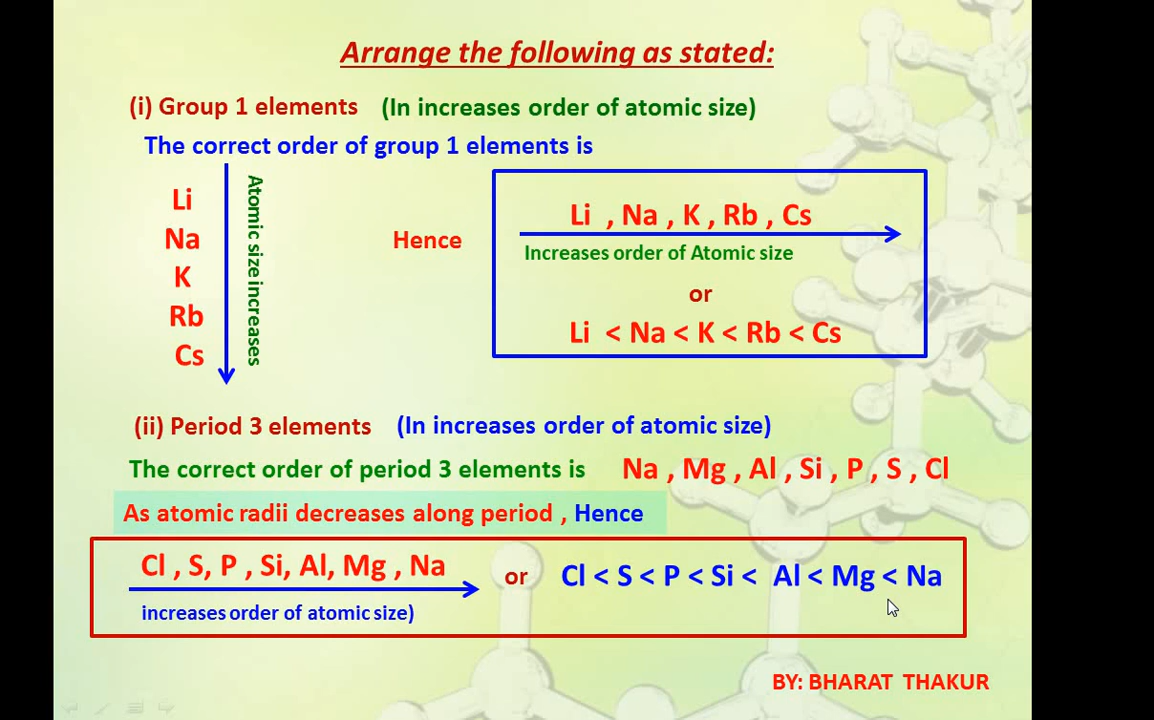 Arrange the following as stated:
(i) Group 1 elements (In increases order of atomic size)
The correct order of group 1 elements is
Li
Na
K
Rb
Cs
Atomic size increases
Hence
Li , Na , K , Rb , Cs
Increases order of Atomic size
or
Li < Na < K < Rb < Cs
(ii) Period 3 elements (In increases order of atomic size)
The correct order of period 3 elements is Na , Mg , Al , Si , P , S , Cl
As atomic radii decreases along period , Hence
Cl , S, P , Si, Al, Mg , Na or Cl < S < P < Si < Al < Mg < Na
increases order of atomic size)
BY: BHARAT THAKUR